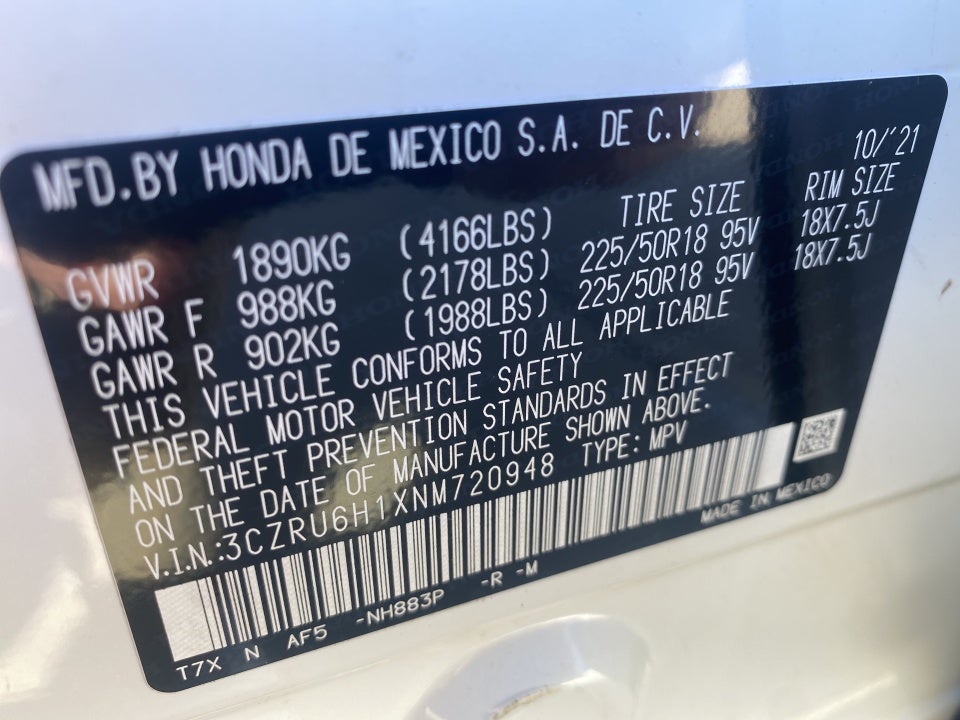 MFD.BY HONDA DE MEXICO S.A. DE C.V.
10/'21
TIRE SIZE RIM SIZE
GVWR 1890KG (4166LBS)
GAWR F 988KG (2178LBS) 225/50R18 95V 18X7.5J
GAWR R 902KG (1988LBS) 225/50R18 95V 18X7.5J
THIS VEHICLE CONFORMS TO ALL APPLICABLE
FEDERAL MOTOR VEHICLE SAFETY
AND THEFT PREVENTION STANDARDS IN EFFECT
ON THE DATE OF MANUFACTURE SHOWN ABOVE.
V.I.N.:3CZRU6H1XNM720948 TYPE: MPV
MADE IN MEXICO
T7X N AF5 -NH883P -R -M